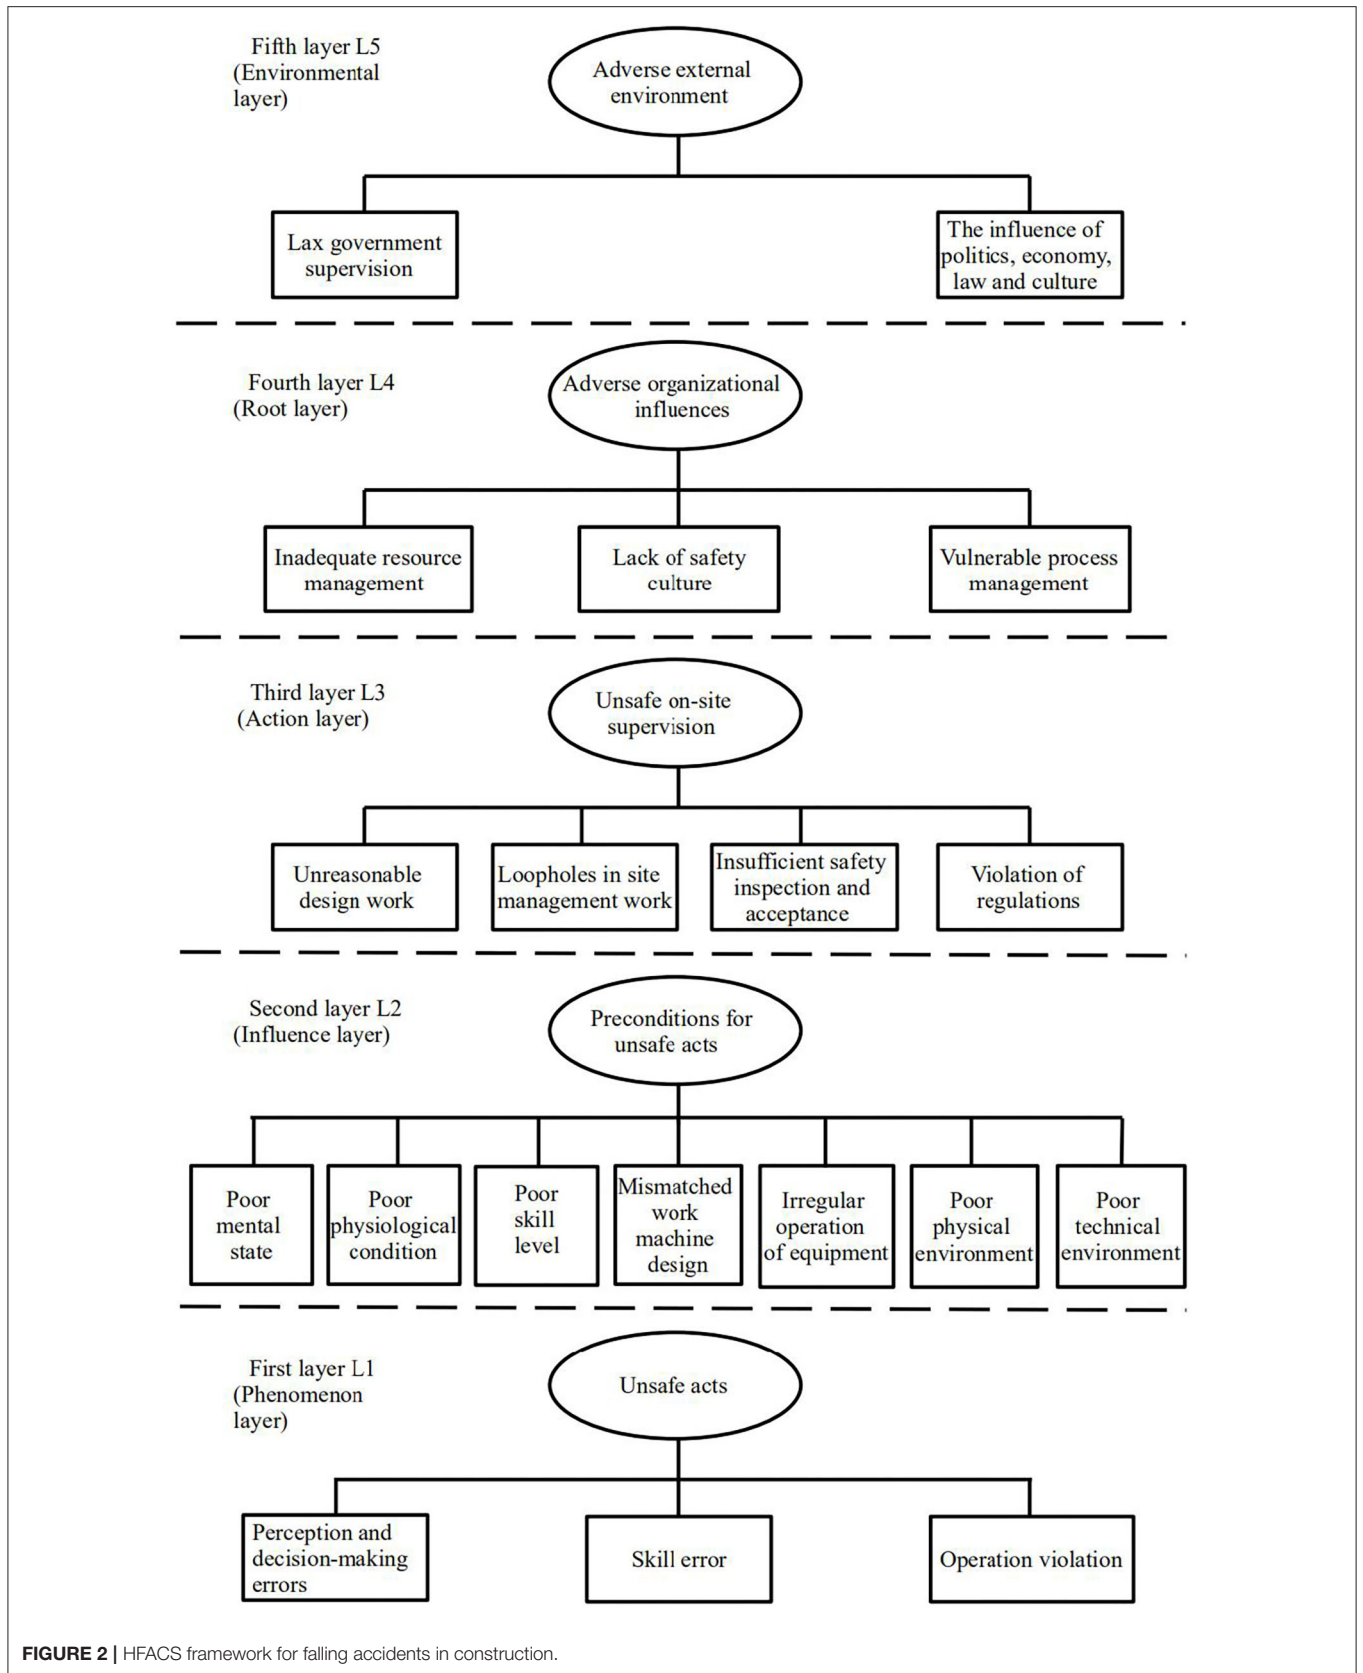 Fifth layer L5
(Environmental
layer)
Adverse external
environment
Lax government
supervision
The influence of
politics, economy,
law and culture
Fourth layer L4
(Root layer)
Adverse organizational
influences
Inadequate resource
management
Lack of safety
culture
Vulnerable process
management
Third layer L3
(Action layer)
Unsafe on-site
supervision
Unreasonable
design work
Loopholes in site
management work
Insufficient safety
inspection and
acceptance
Violation of
regulations
Second layer L2
(Influence layer)
Preconditions for
unsafe acts
Poor
mental
state
Poor
physiological
condition
Poor
skill
level
Mismatched
work
machine
design
Irregular
operation
of equipment
Poor
physical
environment
Poor
technical
environment
First layer L1
(Phenomenon
layer)
Unsafe acts
Perception and
decision-making
errors
Skill error
Operation violation
FIGURE 2 | HFACS framework for falling accidents in construction.